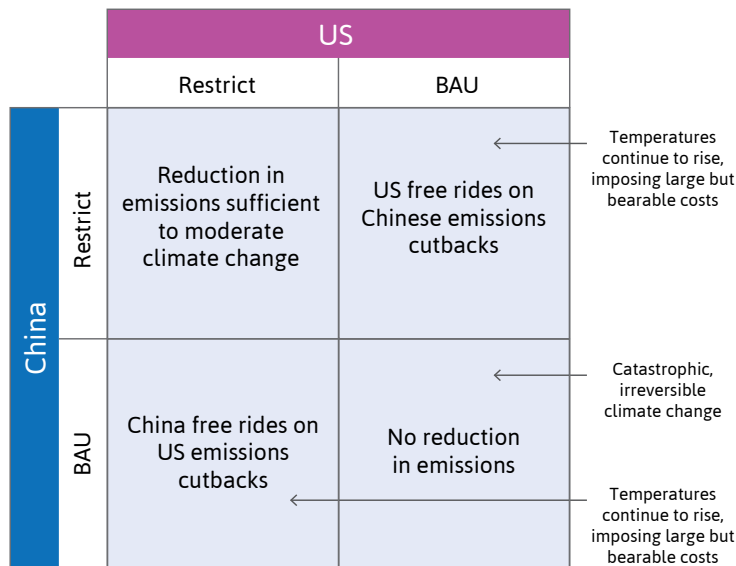 US
Restrict
BAU
China
Restrict
Reduction in
emissions sufficient
to moderate
climate change
US free rides on
Chinese emissions
cutbacks
Temperatures
continue to rise,
imposing large but
bearable costs
BAU
China free rides on
US emissions
cutbacks
No reduction
in emissions
Catastrophic,
irreversible
climate change
Temperatures
continue to rise,
imposing large but
bearable costs